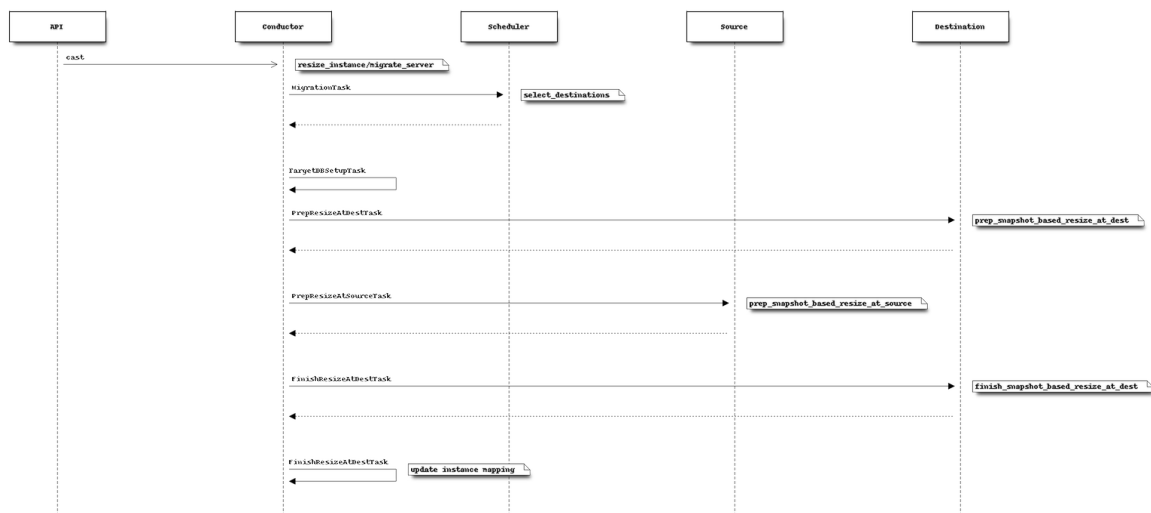 API
Conductor
Scheduler
Source
Destination
cast
resize_instance/migrate_server
MigrationTask
select_destinations
TargetDBSetupTask
PrepResizeAtDestTask
prep_snapshot_based_resize_at_dest
PrepResizeAtSourceTask
prep_snapshot_based_resize_at_source
FinishResizeAtDestTask
finish_snapshot_based_resize_at_dest
FinishResizeAtDestTask
update instance mapping